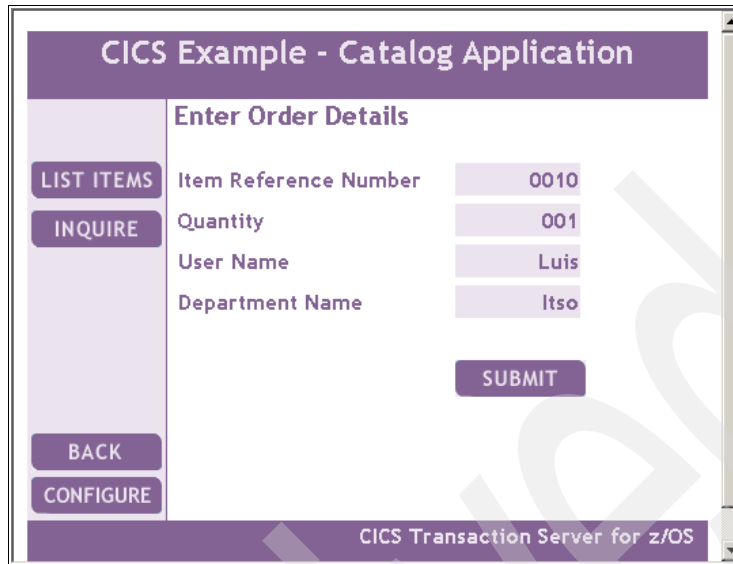 CICS Example - Catalog Application
Enter Order Details
LIST ITEMS
INQUIRE
Item Reference Number 0010
Quantity 001
User Name Luis
Department Name Itso
SUBMIT
BACK
CONFIGURE
CICS Transaction Server for z/OS